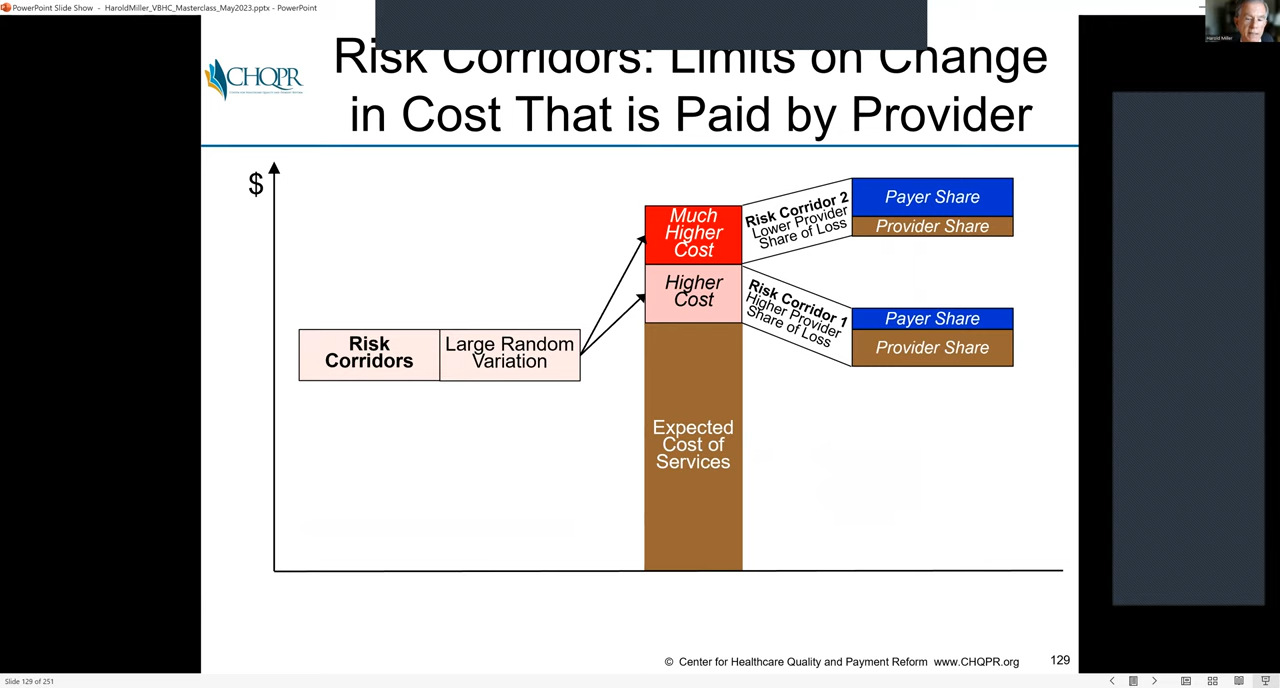 PowerPoint Slide Show - HaroldMiller_VBHC_Masterclass_May2023.pptx - PowerPoint
Harold Miller
CHQPR
Risk Corridors: Limits on Change
in Cost That is Paid by Provider
$
Much
Higher
Cost
Risk Corridor 2
Lower Provider
Share of Loss
Payer Share
Provider Share
Higher
Cost
Risk Corridor 1
Higher Provider
Share of Loss
Payer Share
Provider Share
Risk
Corridors
Large Random
Variation
Expected
Cost of
Services
© Center for Healthcare Quality and Payment Reform www.CHQPR.org
129
Slide 129 of 251